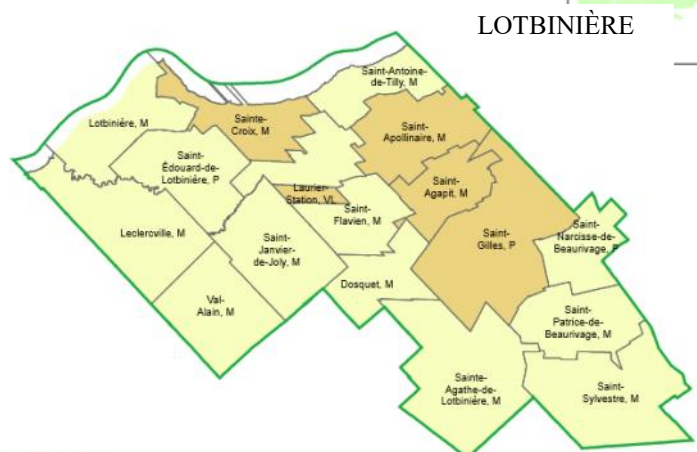 LOTBINIÈRE
Saint-Antoine-
de-Tilly, M
Lotbinière, M
Sainte-
Croix, M
Saint-
Apollinaire, M
Saint-
Édouard-de-
Lotbinière, P
Saint-
Agapit, M
Laurier-
Station, VL
Saint-
Flavien, M
Leclercville, M
Saint-
Janvier-
de-Joly, M
Saint-
Gilles, P
Saint-
Narcisse-de-
Beaurivage, P
Dosquet, M
Val-
Alain, M
Saint-
Patrice-de-
Beaurivage, M
Sainte-
Agathe-de-
Lotbinière, M
Saint-
Sylvestre, M